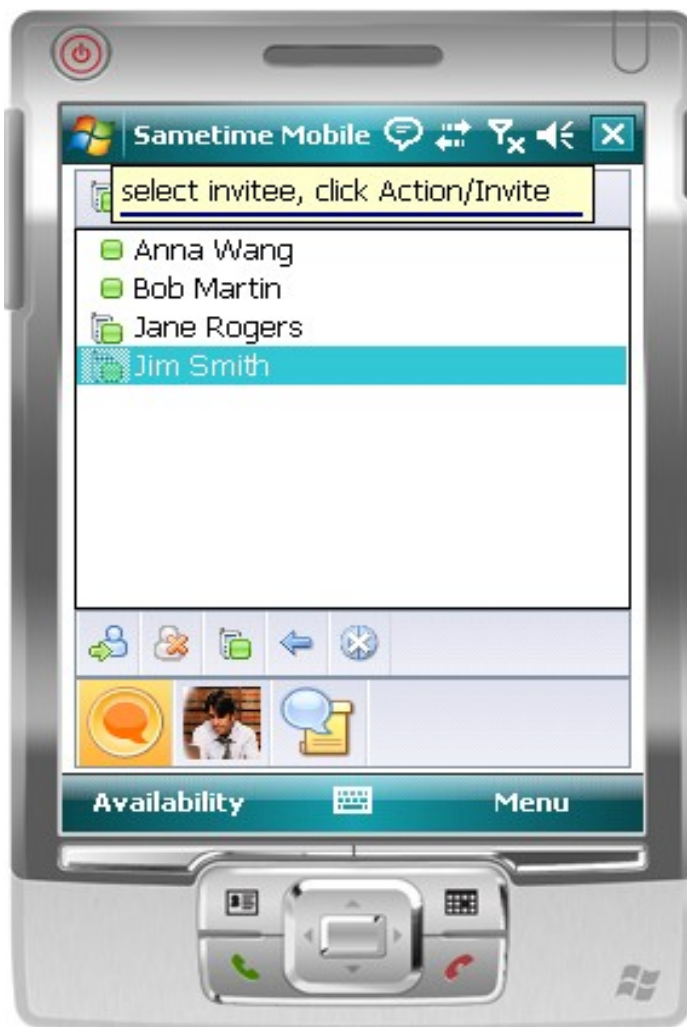 Sametime Mobile
select invitee, click Action/Invite
Anna Wang
Bob Martin
Jane Rogers
Jim Smith
Availability Menu